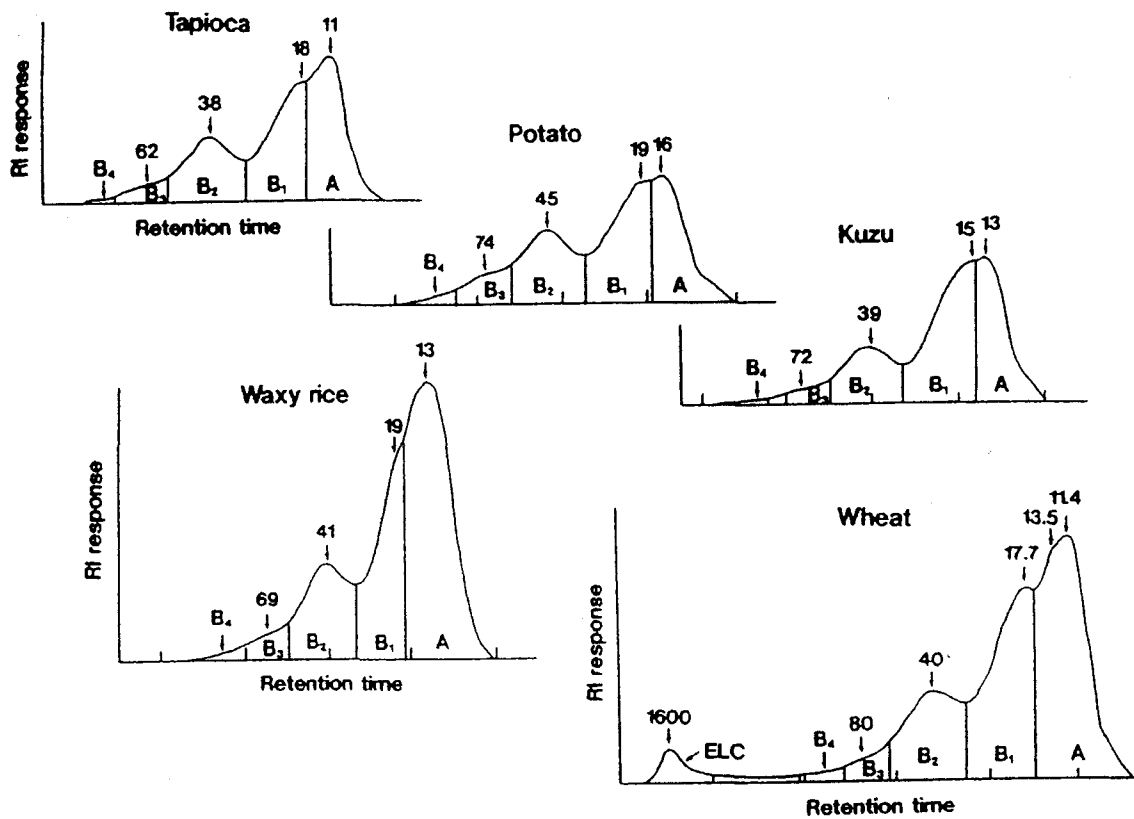 Tapioca
11
18
38
62
B₄
B₃
B₂
B₁
A
RI response
Retention time
Potato
19 16
45
74
B₄
B₃
B₂
B₁
A
Kuzu
15 13
39
72
B₄
B₃
B₂
B₁
A
Waxy rice
13
19
41
69
B₄
B₃
B₂
B₁
A
RI response
Retention time
Wheat
11.4
13.5
17.7
40
80
1600
ELC
B₄
B₃
B₂
B₁
A
RI response
Retention time